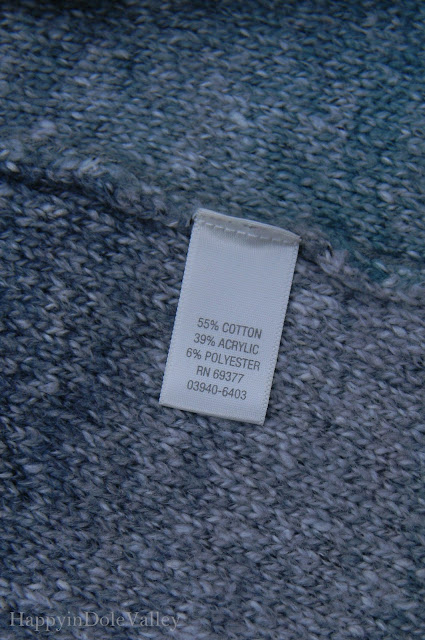 55% COTTON
39% ACRYLIC
6% POLYESTER
RN 69377
03940-6403
HappyinDoleValley